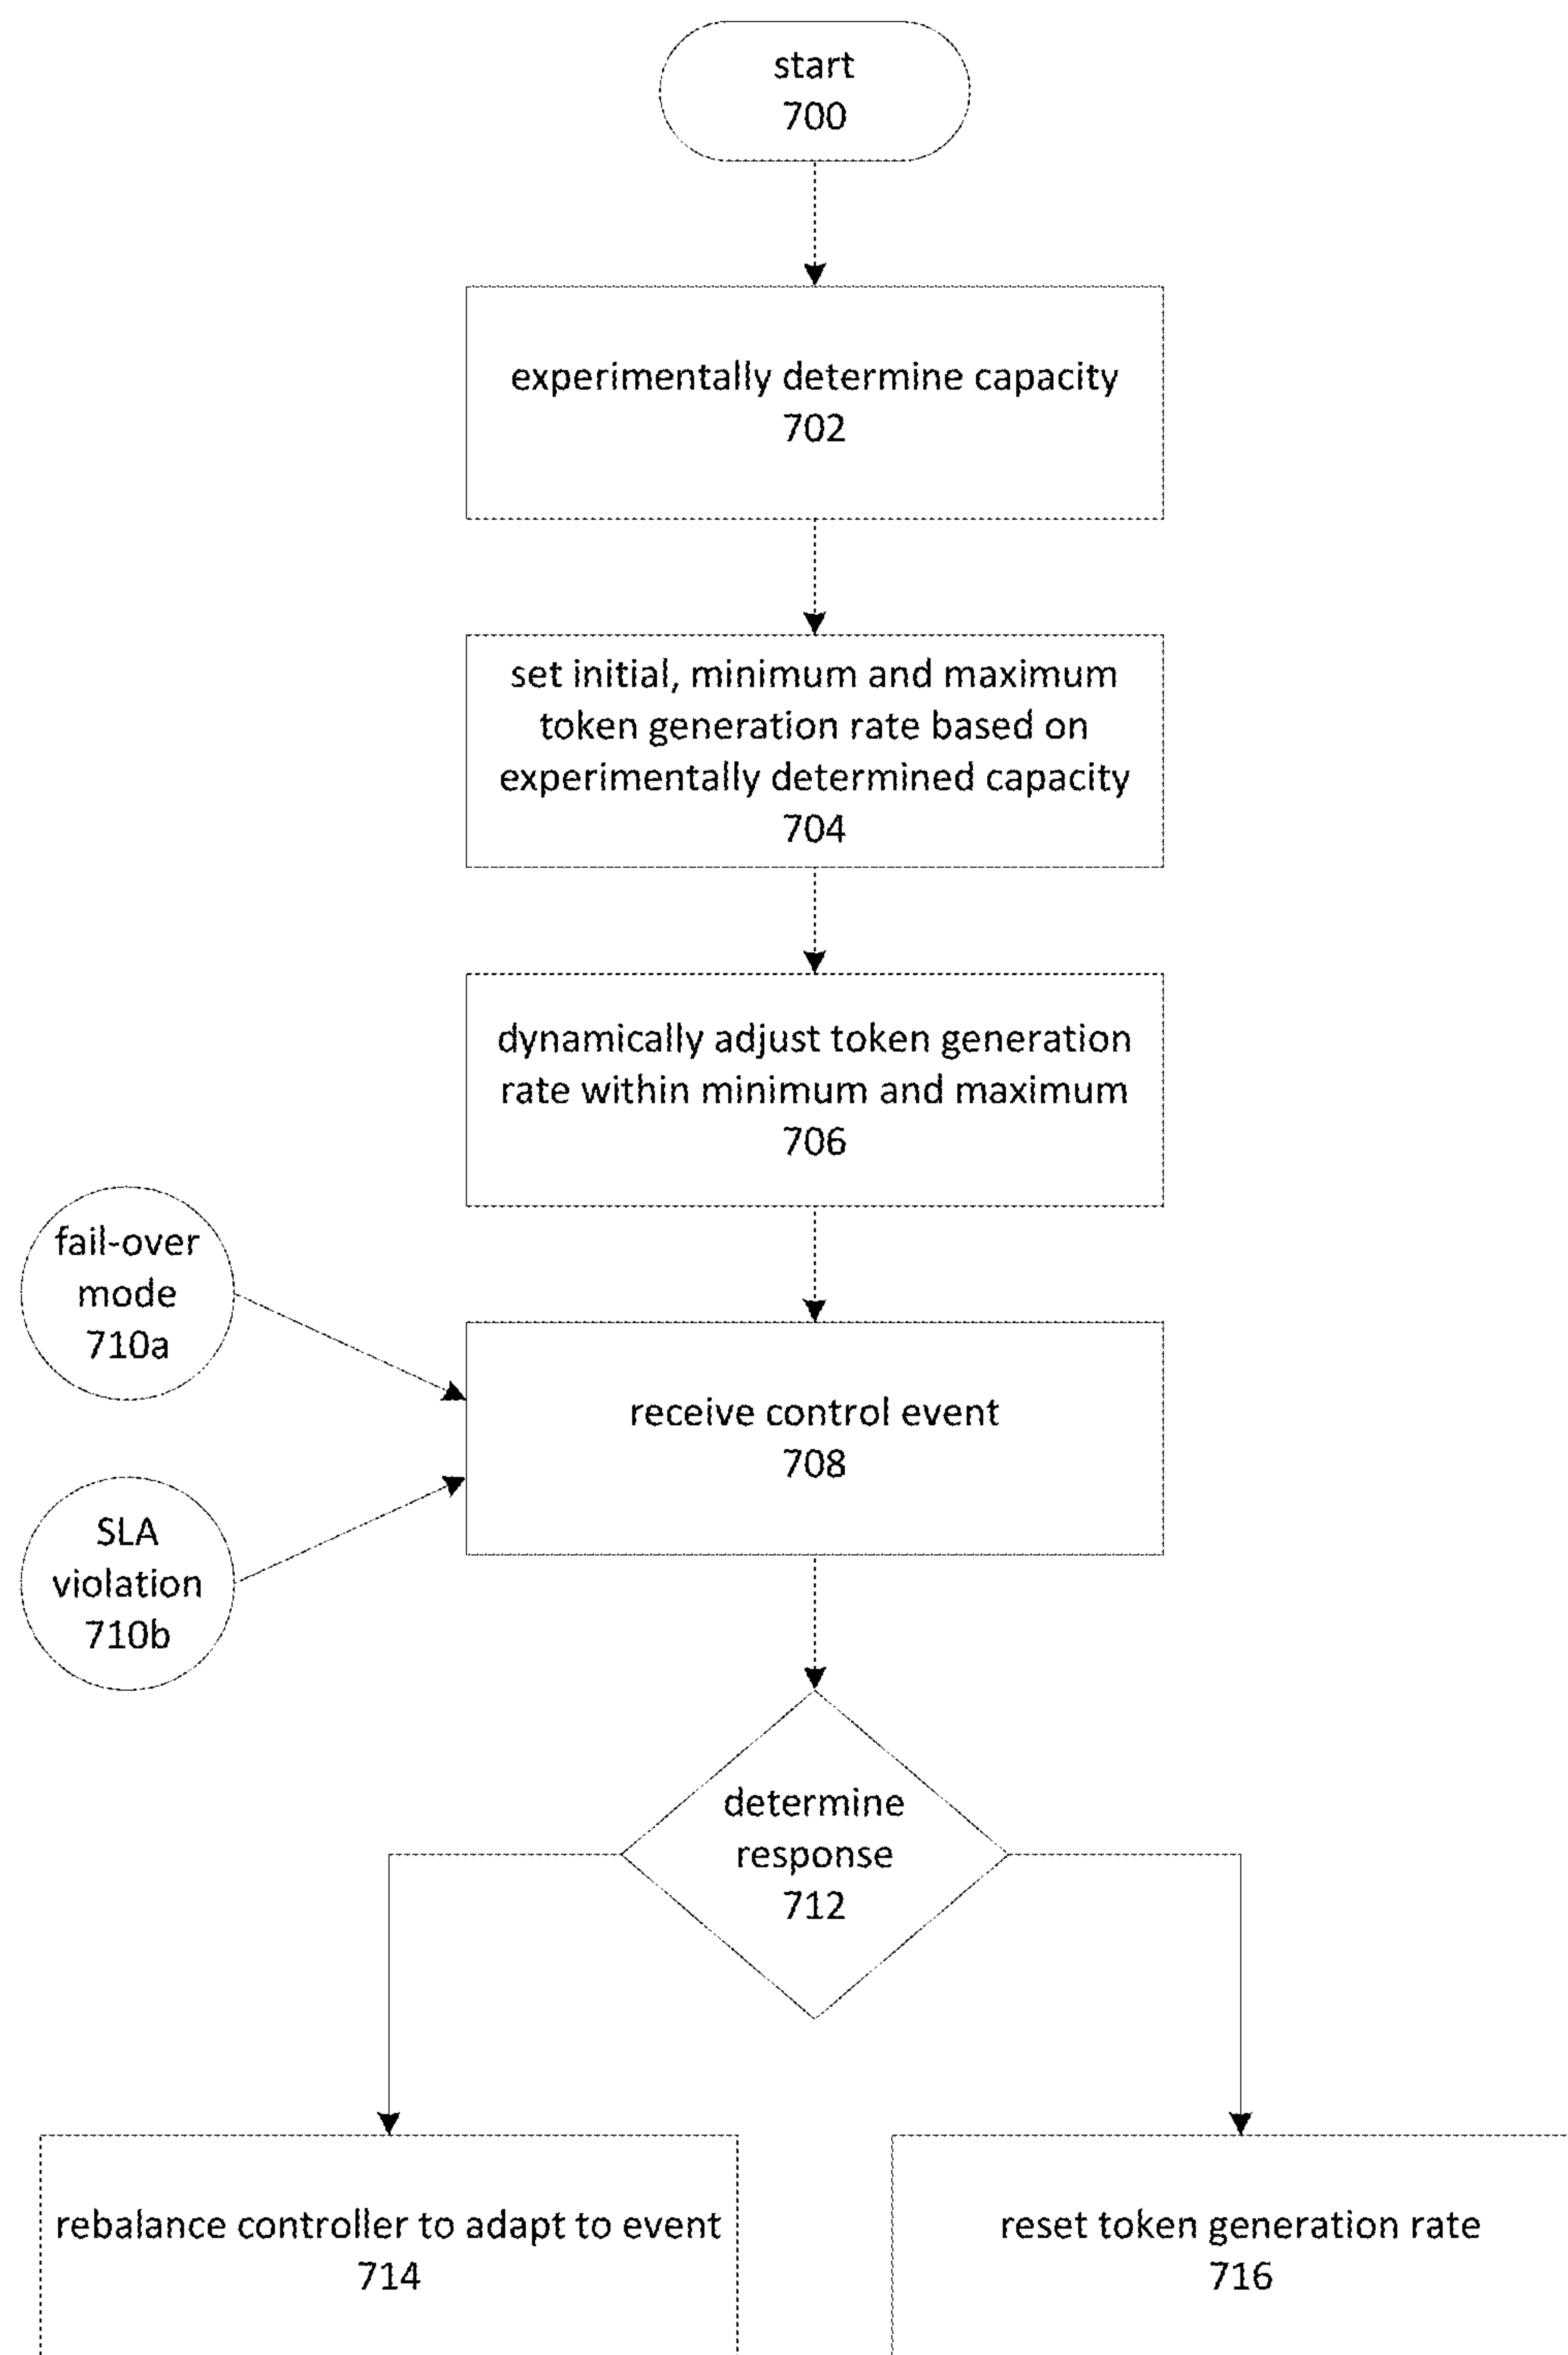 start
700
experimentally determine capacity
702
set initial, minimum and maximum
token generation rate based on
experimentally determined capacity
704
dynamically adjust token generation
rate within minimum and maximum
706
fail-over
mode
710a
receive control event
708
SLA
violation
710b
determine
response
712
rebalance controller to adapt to event
714
reset token generation rate
716